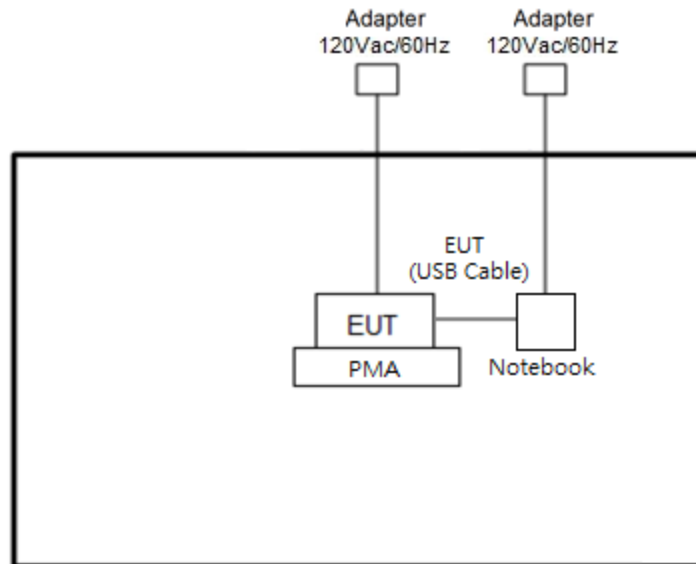 Adapter
120Vac/60Hz
Adapter
120Vac/60Hz
EUT
(USB Cable)
EUT
PMA
Notebook